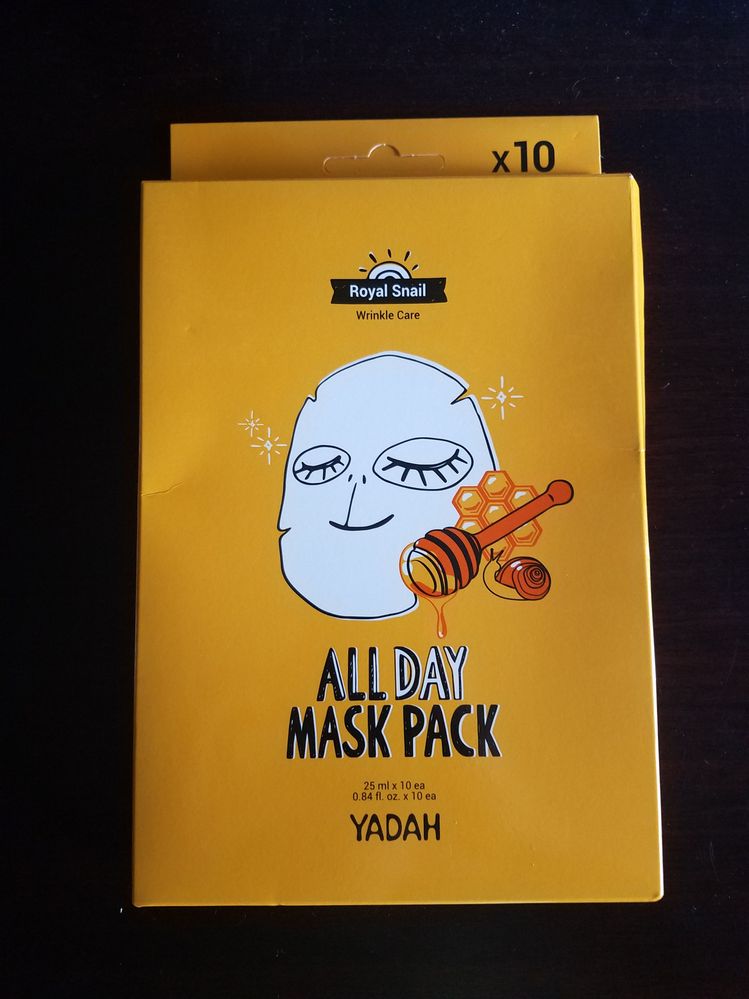 x10
Royal Snail
Wrinkle Care
ALL DAY
MASK PACK
25 ml x 10 ea
0.84 fl. oz. x 10 ea
YADAH